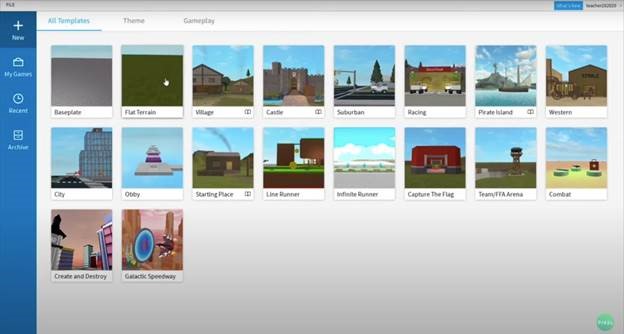 FILE
What's New
teacher202020
All Templates Theme Gameplay
New
My Games
Recent
Archive
Baseplate Flat Terrain Village Castle Suburban Racing Pirate Island Western
City Obby Starting Place Line Runner Infinite Runner Capture The Flag Team/FFA Arena Combat
Create and Destroy Galactic Speedway